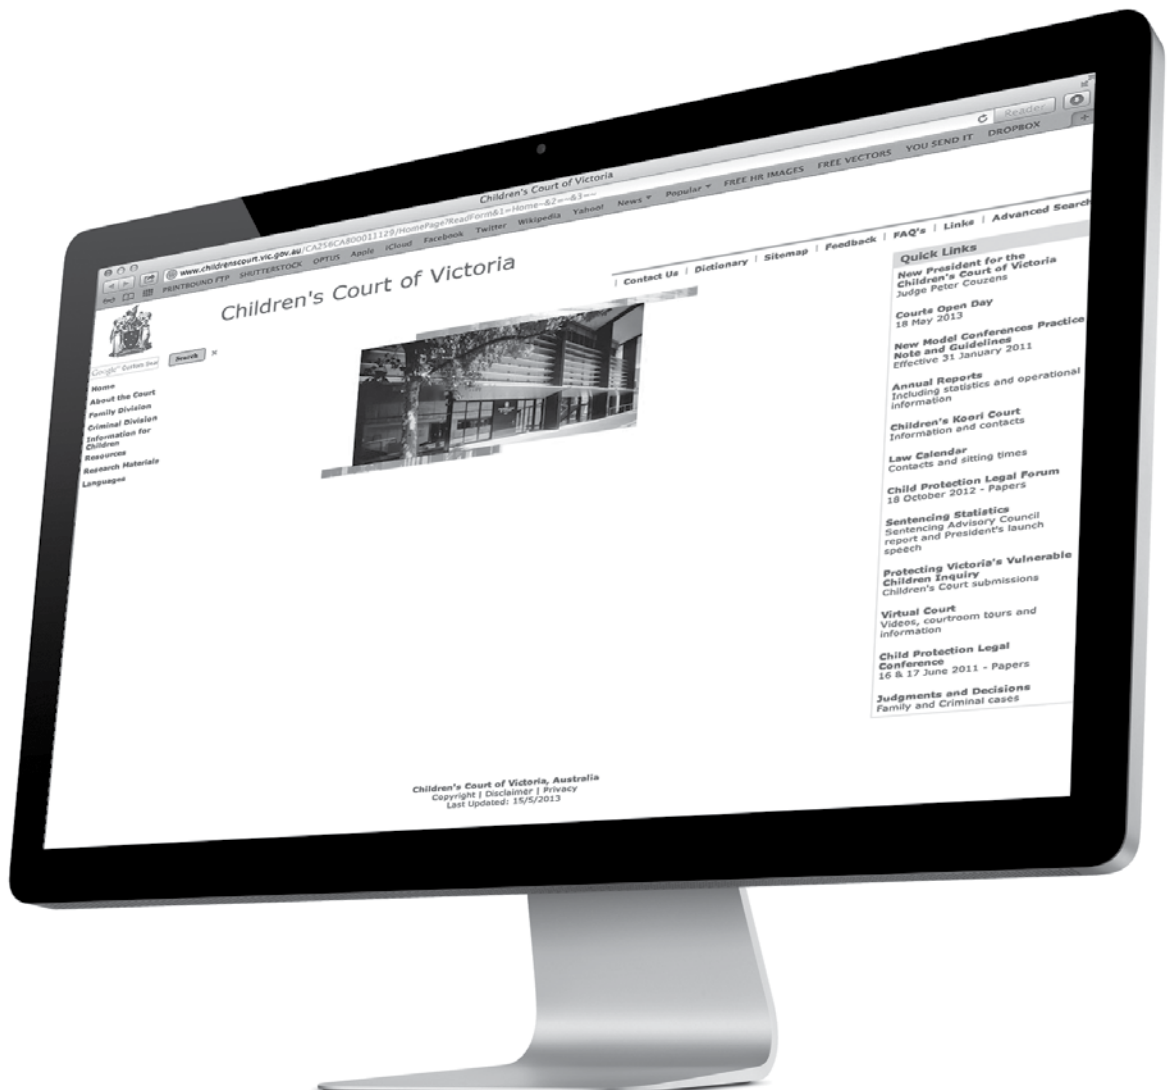 Children's Court of Victoria
www.childrenscourt.vic.gov.au/CA256CA800011129/HomePage?ReadForm&1=Home~&2=~&3=~
Reader
PRINTBOUND FTP SHUTTERSTOCK OPTUS Apple iCloud Facebook Twitter Wikipedia Yahoo! News Popular FREE HR IMAGES FREE VECTORS YOU SEND IT DROPBOX
Children's Court of Victoria
| Contact Us | Dictionary | Sitemap | Feedback | FAQ's | Links | Advanced Search
Google™ Custom
Search ×
Home
About the Court
Family Division
Criminal Division
Information for
Children
Resources
Research Materials
Languages
Quick Links
New President for the
Children's Court of Victoria
Judge Peter Couzens
Courts Open Day
18 May 2013
New Model Conferences Practice
Note and Guidelines
Effective 31 January 2011
Annual Reports
Including statistics and operational
information
Children's Koori Court
Information and contacts
Law Calendar
Contacts and sitting times
Child Protection Legal Forum
18 October 2012 - Papers
Sentencing Statistics
Sentencing Advisory Council
report and President's launch
speech
Protecting Victoria's Vulnerable
Children Inquiry
Children's Court submissions
Virtual Court
Videos, courtroom tours and
information
Child Protection Legal
Conference
16 & 17 June 2011 - Papers
Judgments and Decisions
Family and Criminal cases
Children's Court of Victoria, Australia
Copyright | Disclaimer | Privacy
Last Updated: 15/5/2013